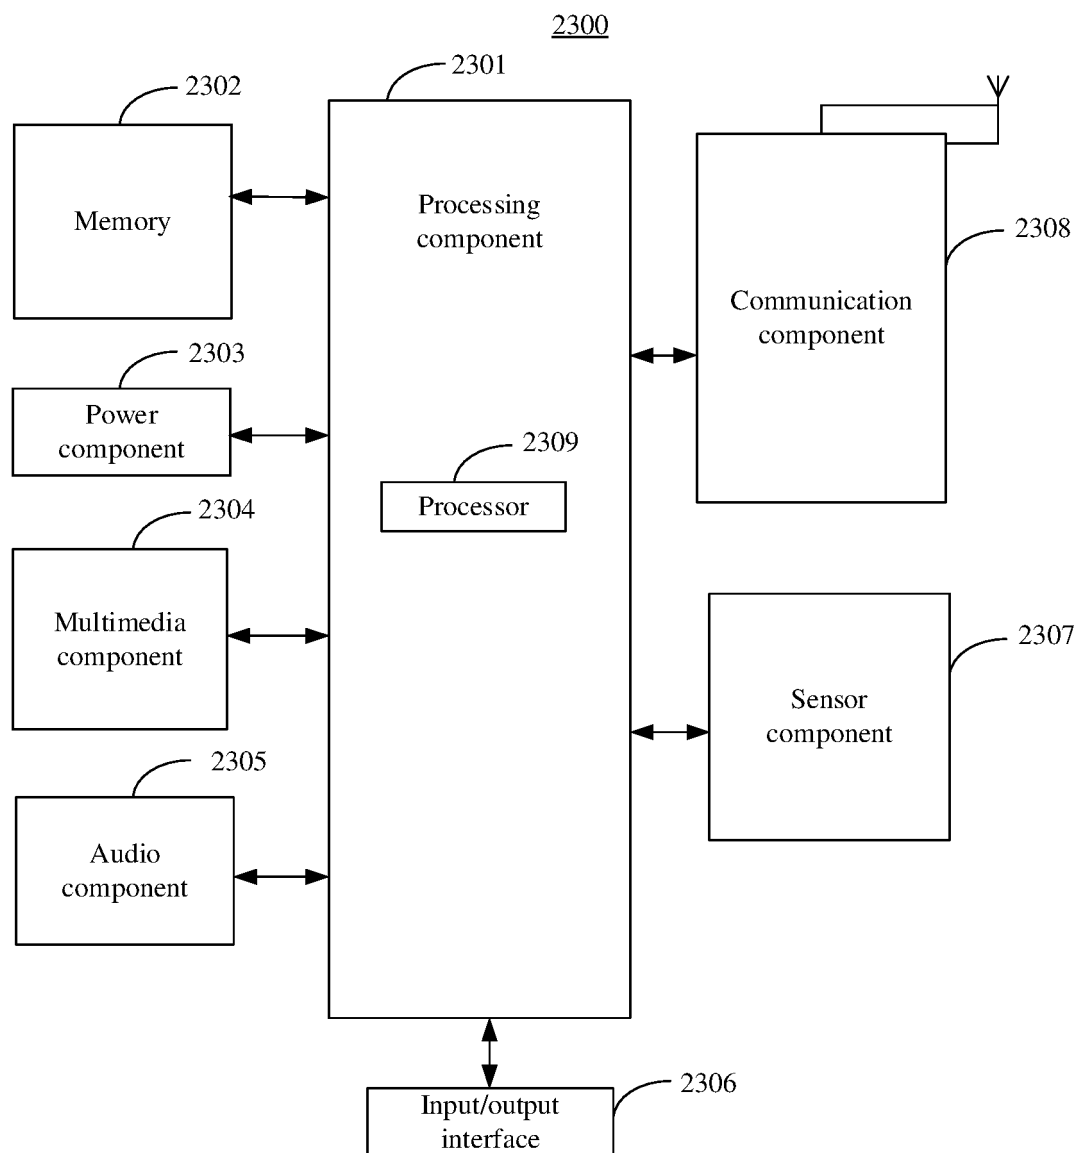 2300
2301
2302
Memory
Processing
component
2308
Communication
component
2303
Power
component
2309
Processor
2304
Multimedia
component
2307
Sensor
component
2305
Audio
component
2306
Input/output
interface